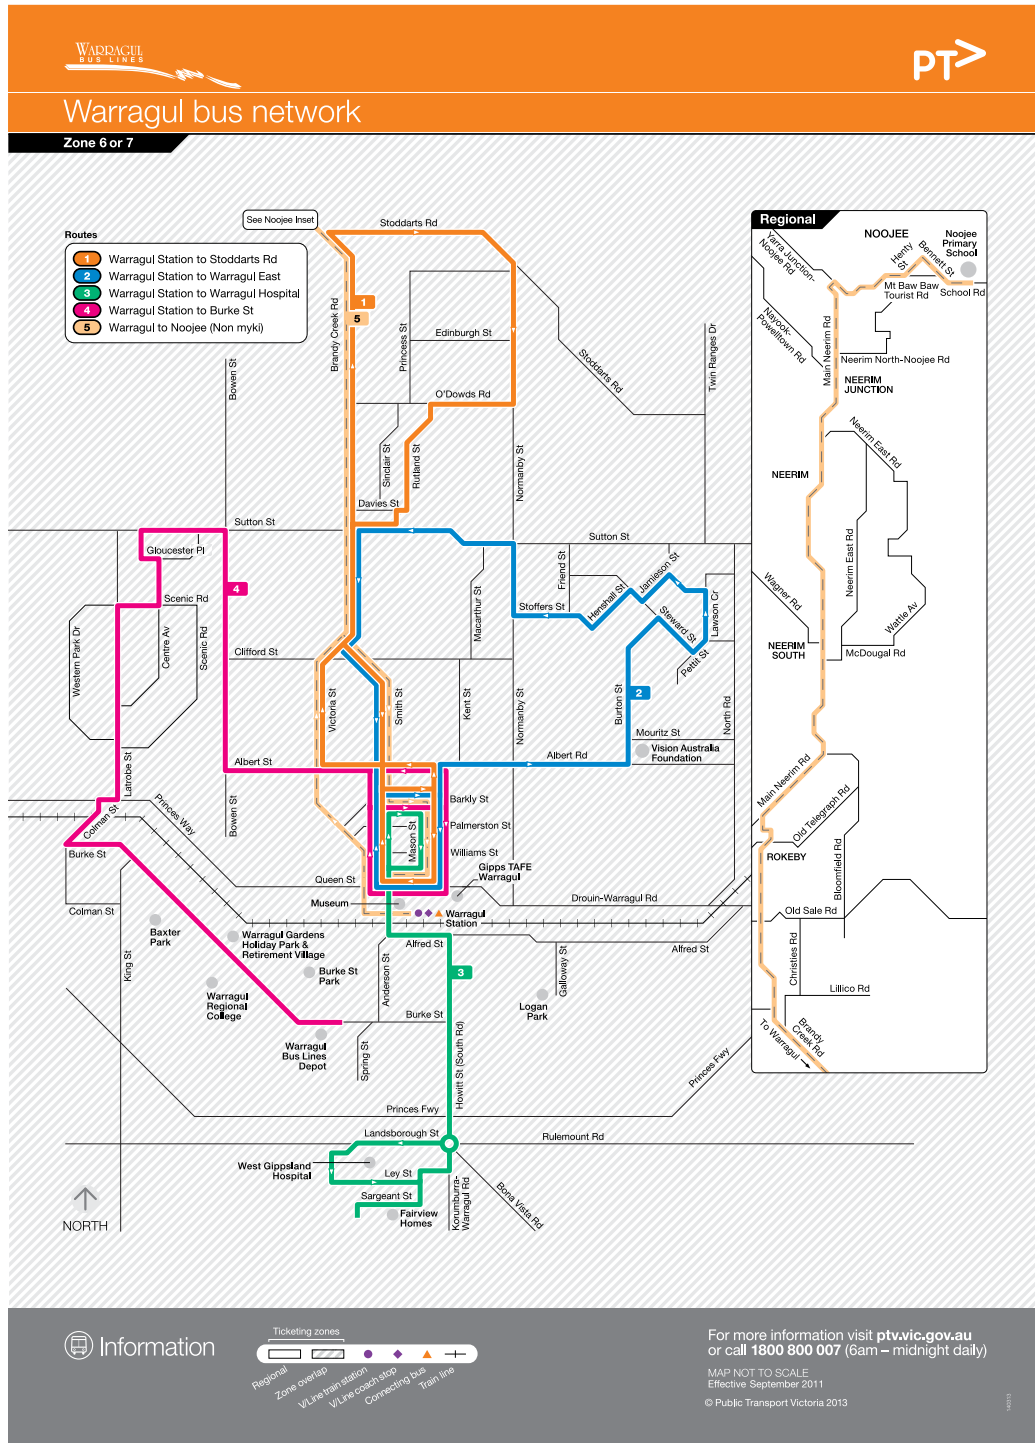 WARRAGUL
BUS LINES
PT
Warragul bus network
Zone 6 or 7
Routes
1 Warragul Station to Stoddarts Rd
2 Warragul Station to Warragul East
3 Warragul Station to Warragul Hospital
4 Warragul Station to Burke St
5 Warragul to Noojee (Non myki)
See Noojee Inset
Stoddarts Rd
1
5
Brandy Creek Rd
Princess St
Edinburgh St
Stoddarts Rd
Twin Ranges Dr
Bowen St
O'Dowds Rd
Sinclair St
Rutland St
Normanby St
Davies St
Sutton St
Sutton St
Gloucester Pl
4
Scenic Rd
Western Park Dr
Centre Av
Scenic Rd
Clifford St
Macarthur St
Friend St
Stoffers St
Henshall St
Jamieson St
Steward St
Lawson Cr
Pettit St
Victoria St
Smith St
Kent St
Normanby St
Burton St
2
North Rd
Mouritz St
Vision Australia
Foundation
Albert Rd
Albert St
Latrobe St
Colman St
Princes Way
Bowen St
Barkly St
Palmerston St
Mason St
Williams St
Gipps TAFE
Warragul
Burke St
Queen St
Drouin-Warragul Rd
Museum
Warragul
Station
Colman St
Baxter
Park
Warragul Gardens
Holiday Park &
Retirement Village
Alfred St
Alfred St
King St
Burke St
Park
Anderson St
3
Galloway St
Warragul
Regional
College
Logan
Park
Burke St
Warragul
Bus Lines
Depot
Spring St
Howitt St (South Rd)
Princes Fwy
Princes Fwy
Landsborough St
Rulemount Rd
West Gippsland
Hospital
Ley St
Sargeant St
Fairview
Homes
Korumburra-
Warragul Rd
Bona Vista Rd
NORTH
Regional
NOOJEE
Noojee
Primary
School
Yarra Junction-
Noojee Rd
Henty
St
Bennett St
Mt Baw Baw
Tourist Rd
School Rd
Nayook-
Powelltown Rd
Main Neerim Rd
Neerim North-Noojee Rd
NEERIM
JUNCTION
Neerim East Rd
NEERIM
Neerim East Rd
Wagner Rd
Wattle Av
NEERIM
SOUTH
McDougal Rd
Main Neerim Rd
Old Telegraph Rd
ROKEBY
Bloomfield Rd
Old Sale Rd
Christies Rd
Lillico Rd
Brandy
Creek Rd
To Warragul
Information
Ticketing zones
Regional
Zone overlap
V/Line train station
V/Line coach stop
Connecting bus
Train line
For more information visit ptv.vic.gov.au
or call 1800 800 007 (6am – midnight daily)
MAP NOT TO SCALE
Effective September 2011
© Public Transport Victoria 2013